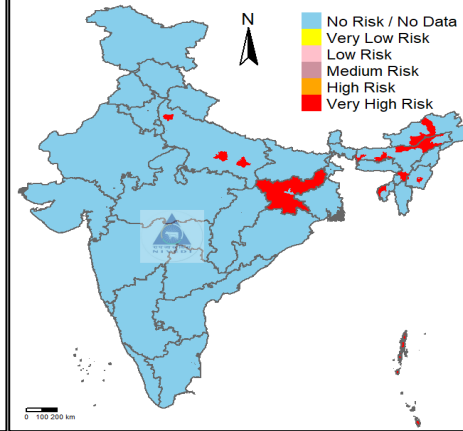 N
No Risk / No Data
Very Low Risk
Low Risk
Medium Risk
High Risk
Very High Risk
0 100 200 km